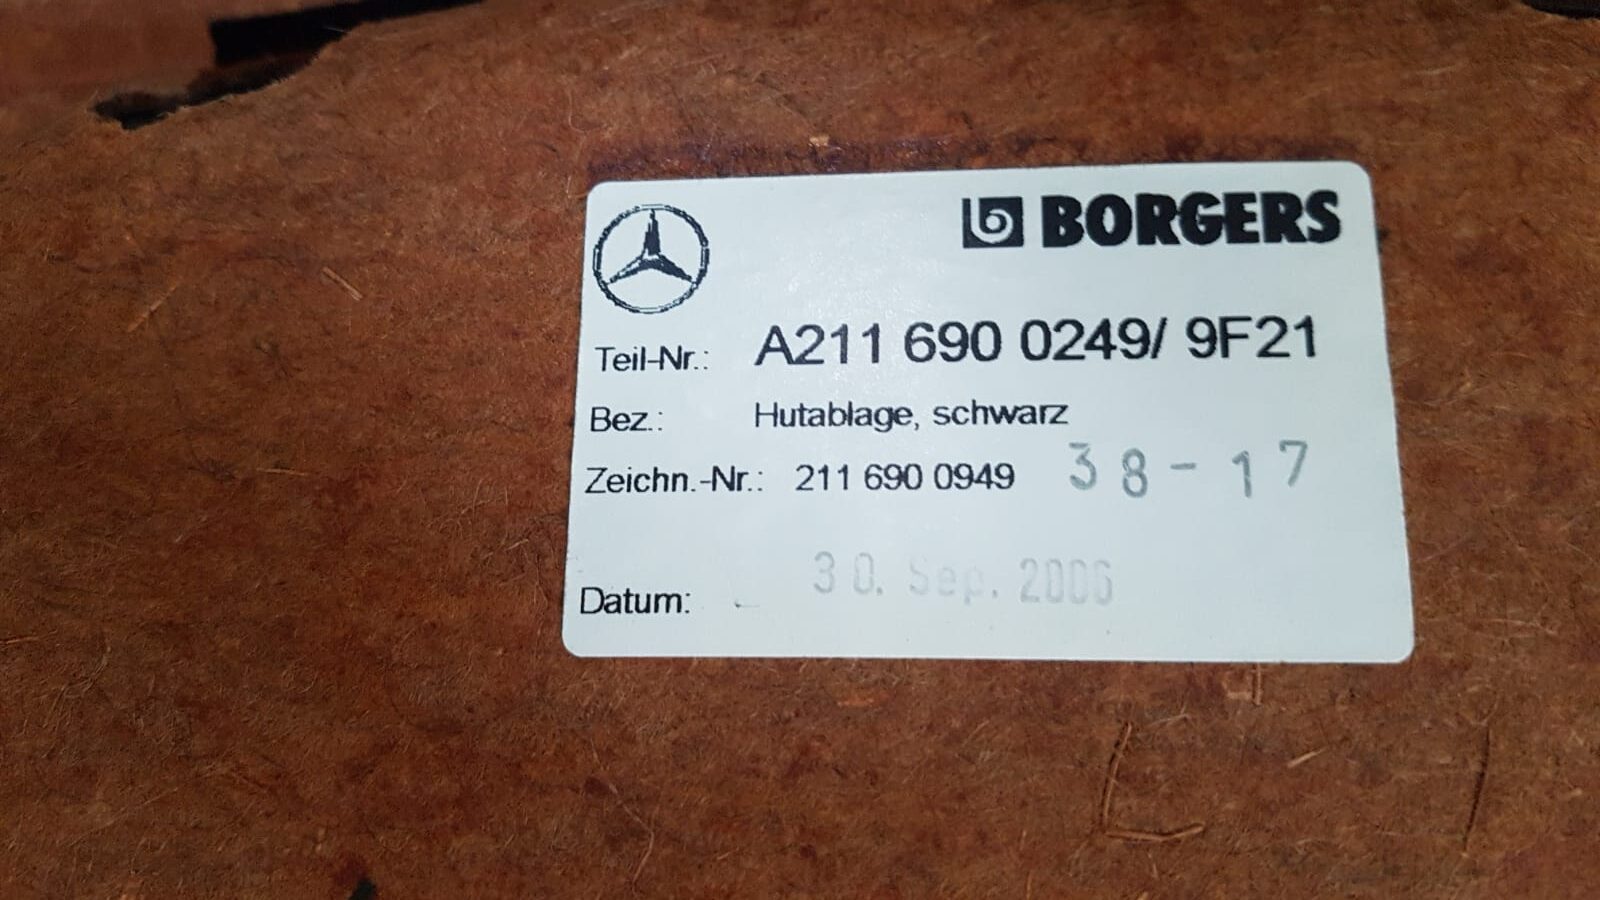 BORGERS
Teil-Nr.: A211 690 0249/ 9F21
Bez.: Hutablage, schwarz
Zeichn.-Nr.: 211 690 0949 38-17
Datum: 30. Sep. 2006